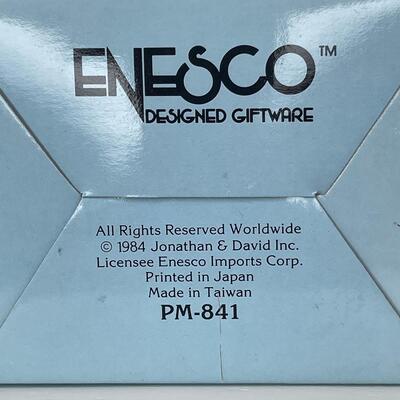 ENESCO™
DESIGNED GIFTWARE
All Rights Reserved Worldwide
© 1984 Jonathan & David Inc.
Licensee Enesco Imports Corp.
Printed in Japan
Made in Taiwan
PM-841